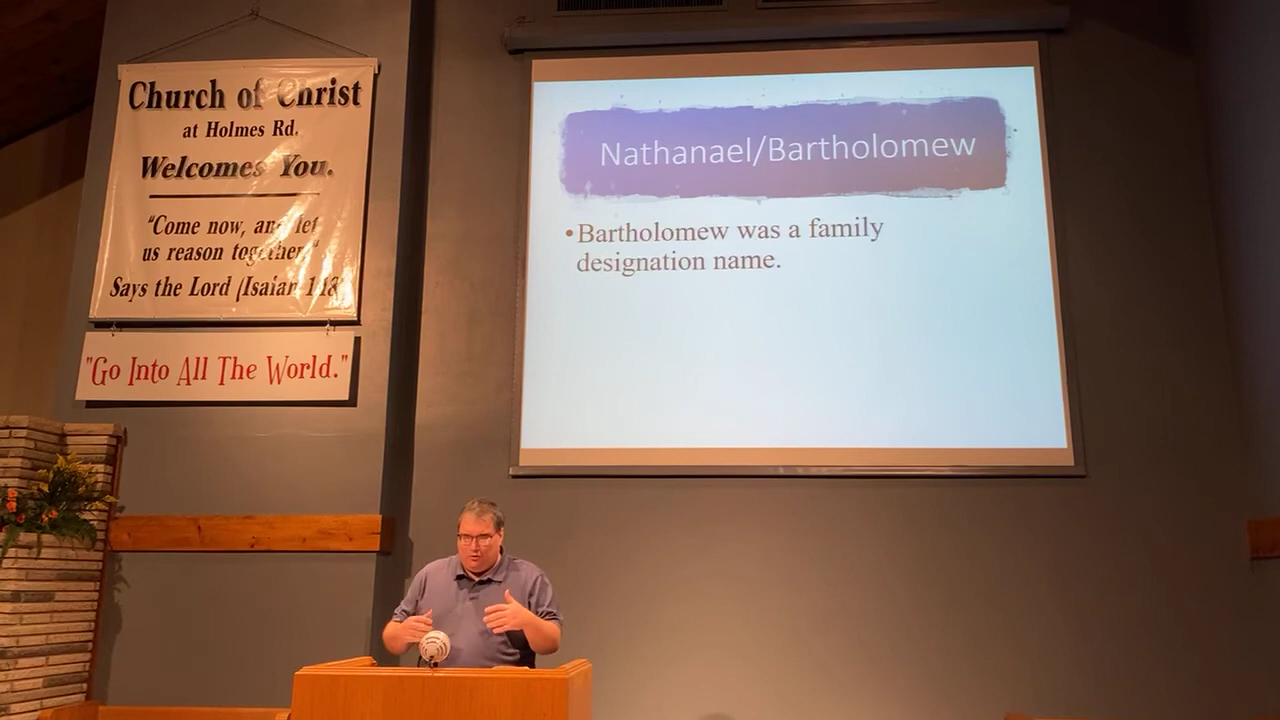 Church of Christ
at Holmes Rd.
Welcomes You.
"Come now, and let
us reason together,"
Says the Lord (Isaiah 1:18)
"Go Into All The World."
Nathanael/Bartholomew
•Bartholomew was a family
designation name.